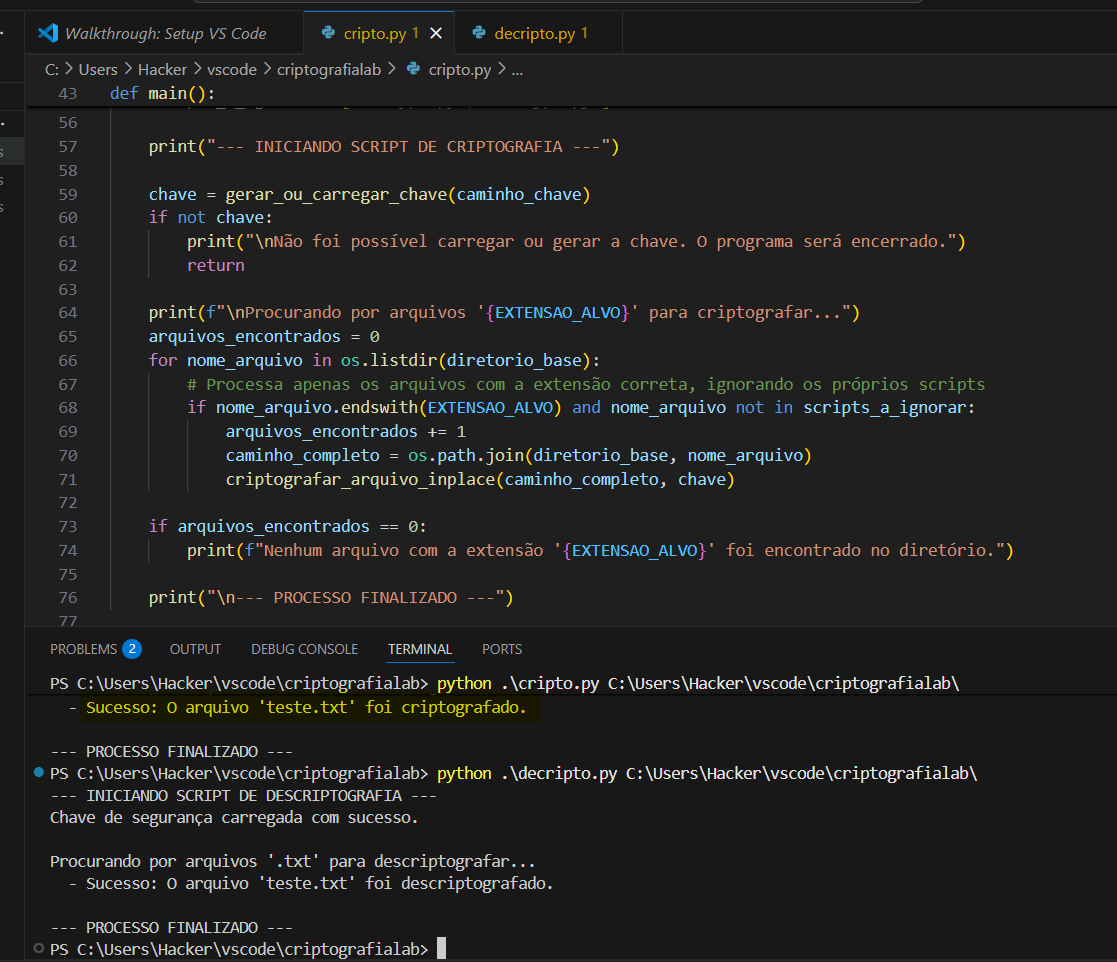 Walkthrough: Setup VS Code
cripto.py 1
decripto.py 1
C: > Users > Hacker > vscode > criptografialab > cripto.py > ...
43 def main():
56
57 print("--- INICIANDO SCRIPT DE CRIPTOGRAFIA ---")
58
59 chave = gerar_ou_carregar_chave(caminho_chave)
60 if not chave:
61 print("\nNão foi possível carregar ou gerar a chave. O programa será encerrado.")
62 return
63
64 print(f"\nProcurando por arquivos '{EXTENSAO_ALVO}' para criptografar...")
65 arquivos_encontrados = 0
66 for nome_arquivo in os.listdir(diretorio_base):
67 # Processa apenas os arquivos com a extensão correta, ignorando os próprios scripts
68 if nome_arquivo.endswith(EXTENSAO_ALVO) and nome_arquivo not in scripts_a_ignorar:
69 arquivos_encontrados += 1
70 caminho_completo = os.path.join(diretorio_base, nome_arquivo)
71 criptografar_arquivo_inplace(caminho_completo, chave)
72
73 if arquivos_encontrados == 0:
74 print(f"Nenhum arquivo com a extensão '{EXTENSAO_ALVO}' foi encontrado no diretório.")
75
76 print("\n--- PROCESSO FINALIZADO ---")
77
PROBLEMS 2 OUTPUT DEBUG CONSOLE TERMINAL PORTS
PS C:\Users\Hacker\vscode\criptografialab> python .\cripto.py C:\Users\Hacker\vscode\criptografialab\
- Sucesso: O arquivo 'teste.txt' foi criptografado.
--- PROCESSO FINALIZADO ---
PS C:\Users\Hacker\vscode\criptografialab> python .\decripto.py C:\Users\Hacker\vscode\criptografialab\
--- INICIANDO SCRIPT DE DESCRIPTOGRAFIA ---
Chave de segurança carregada com sucesso.
Procurando por arquivos '.txt' para descriptografar...
- Sucesso: O arquivo 'teste.txt' foi descriptografado.
--- PROCESSO FINALIZADO ---
PS C:\Users\Hacker\vscode\criptografialab>